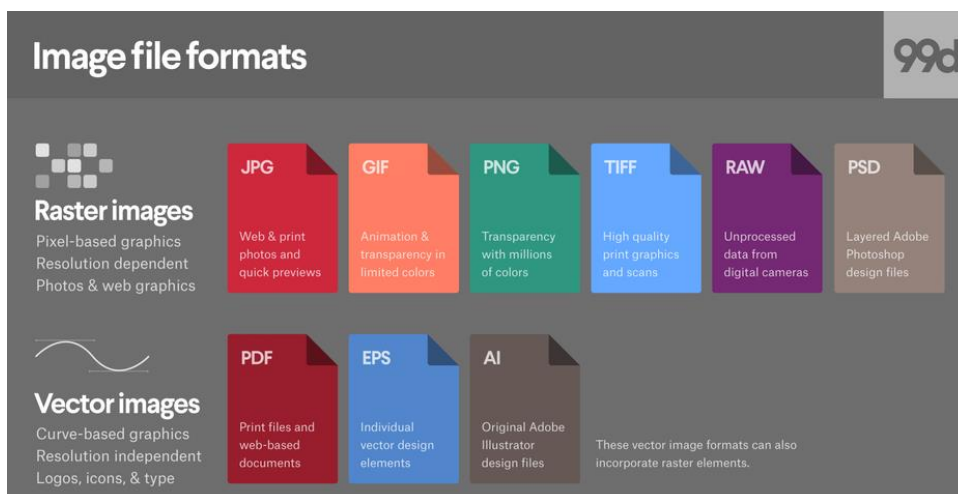 Image file formats
99d
Raster images
Pixel-based graphics
Resolution dependent
Photos & web graphics
JPG
Web & print
photos and
quick previews
GIF
Animation &
transparency in
limited colors
PNG
Transparency
with millions
of colors
TIFF
High quality
print graphics
and scans
RAW
Unprocessed
data from
digital cameras
PSD
Layered Adobe
Photoshop
design files
Vector images
Curve-based graphics
Resolution independent
Logos, icons, & type
PDF
Print files and
web-based
documents
EPS
Individual
vector design
elements
AI
Original Adobe
Illustrator
design files
These vector image formats can also
incorporate raster elements.